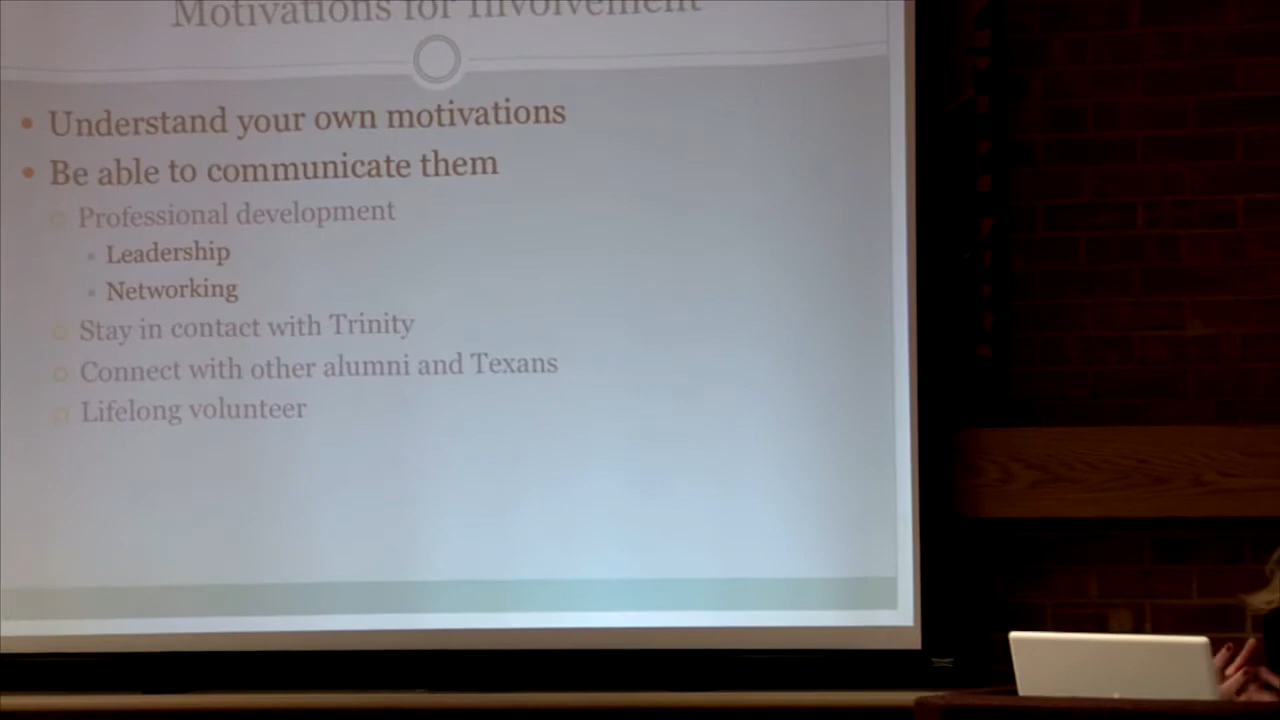 Motivations for Involvement
Understand your own motivations
Be able to communicate them
Professional development
Leadership
Networking
Stay in contact with Trinity
Connect with other alumni and Texans
Lifelong volunteer